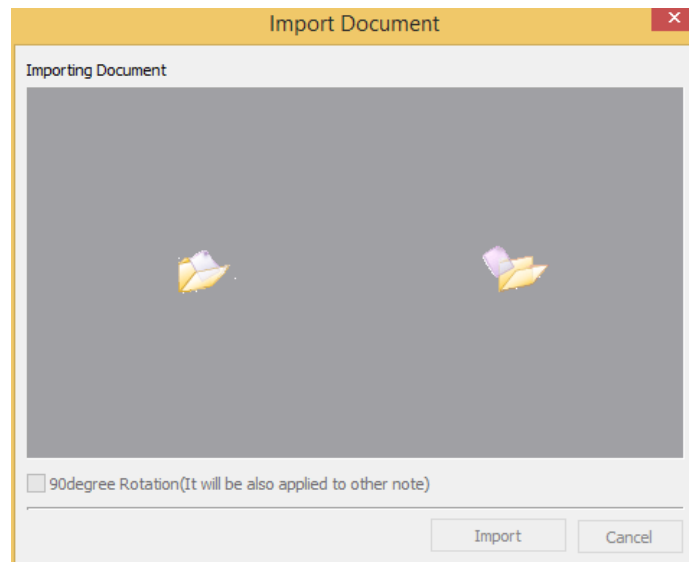 Import Document
Importing Document
90degree Rotation(It will be also applied to other note)
Import
Cancel